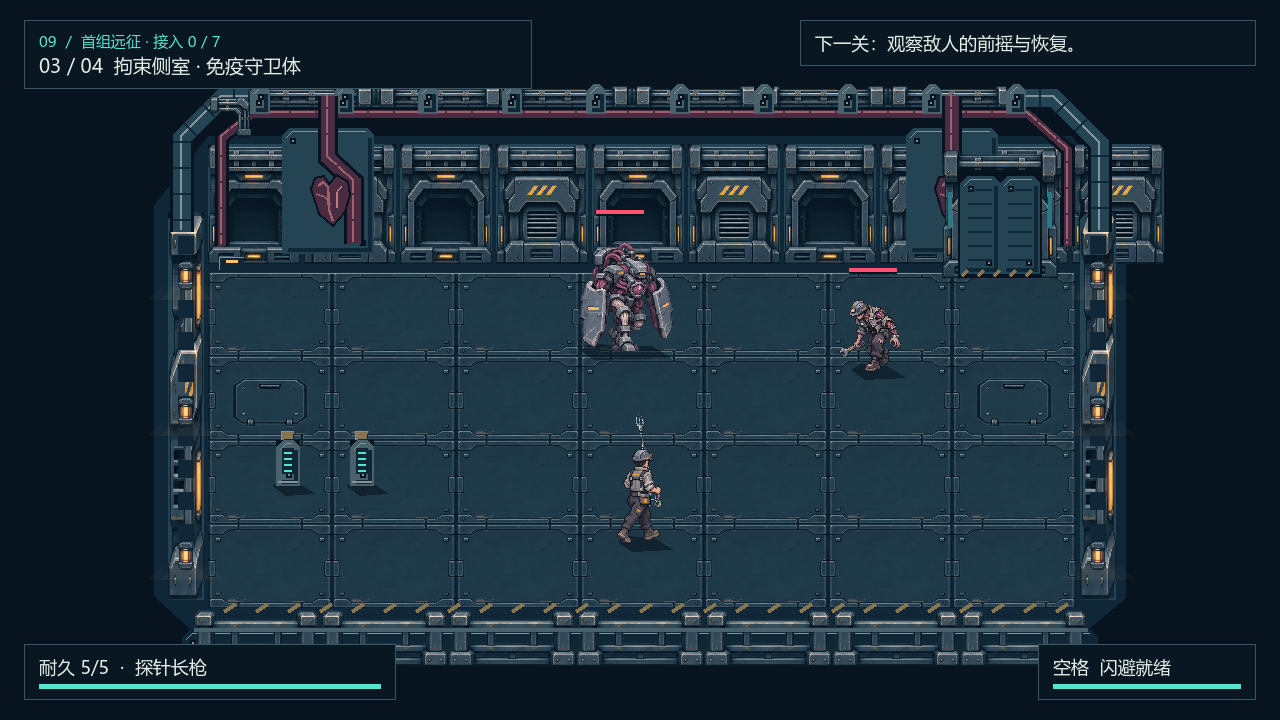 09 / 首组远征 · 接入 0 / 7
03 / 04 拘束侧室 · 免疫守卫体
下一关：观察敌人的前摇与恢复。
耐久 5/5 · 探针长枪
空格 闪避就绪